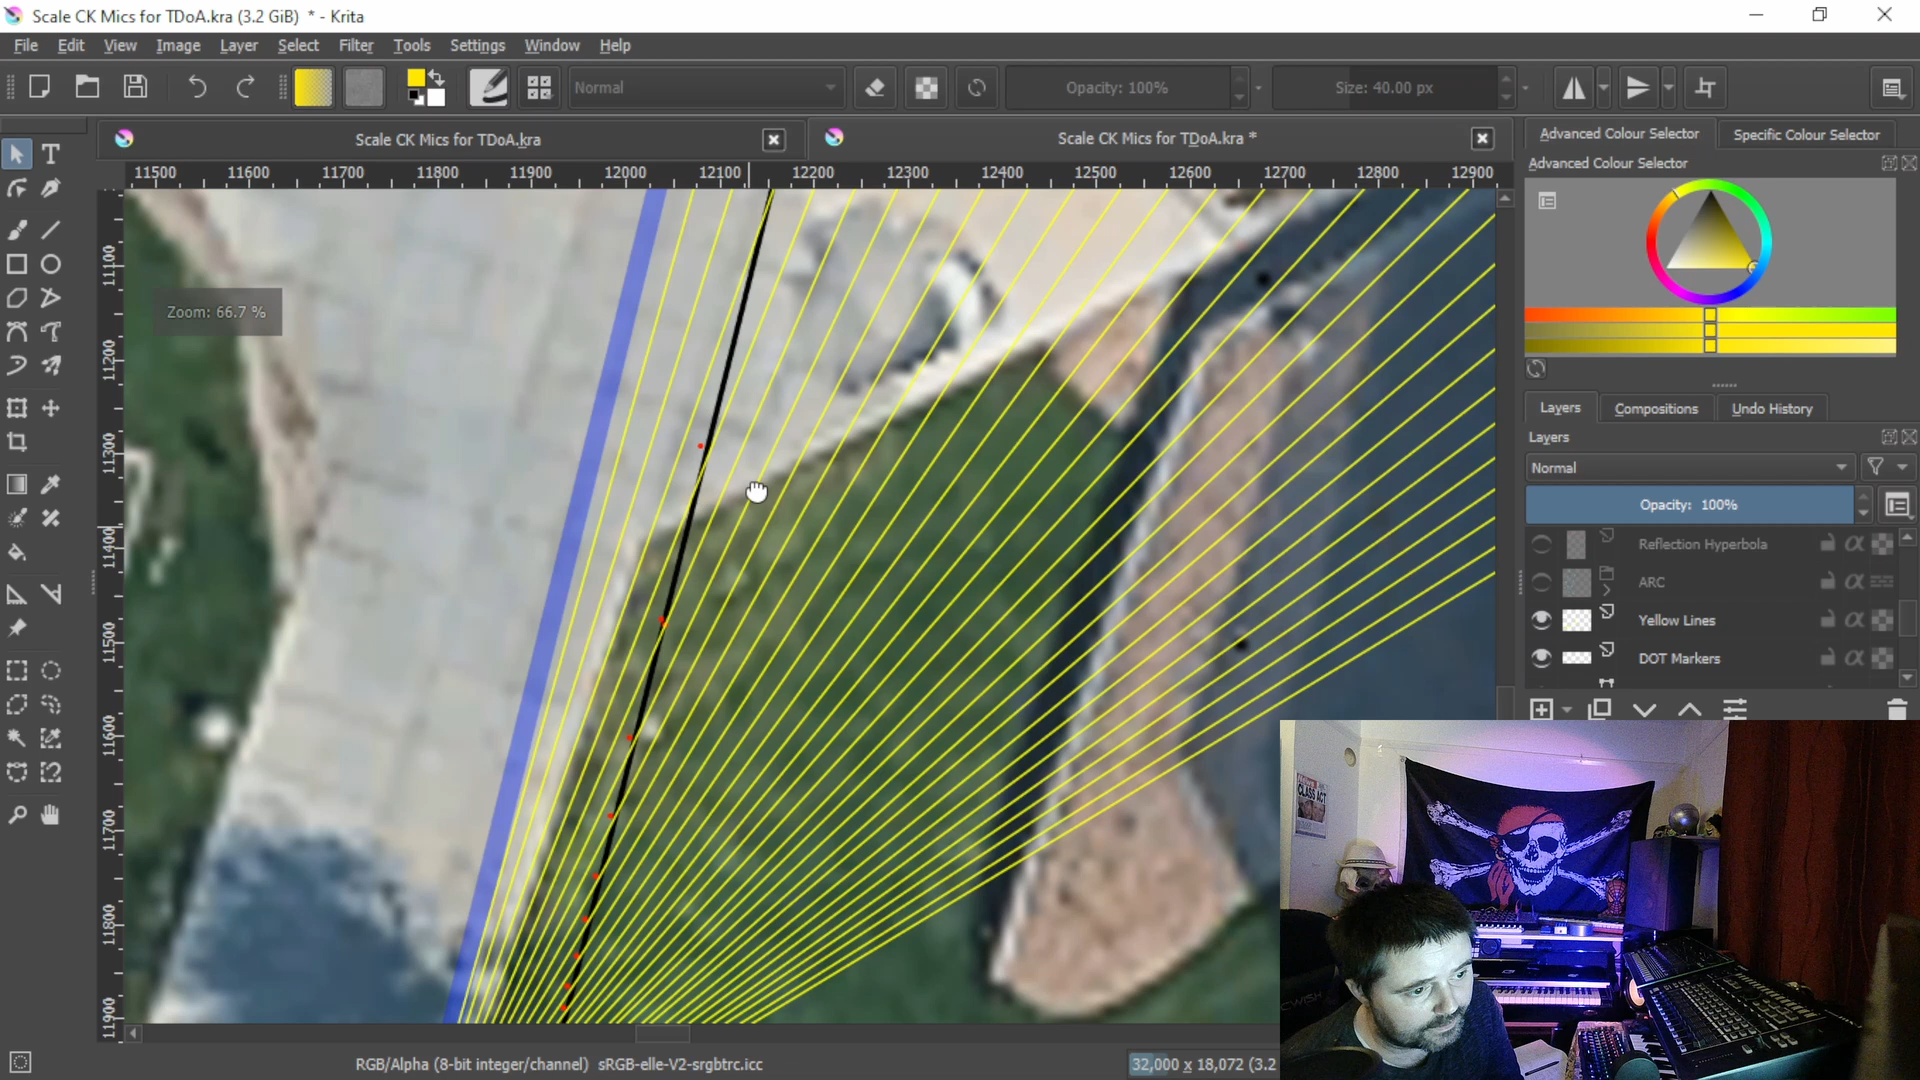 Scale CK Mics for TDoA.kra (3.2 GiB) * - Krita
File Edit View Image Layer Select Filter Tools Settings Window Help
Normal Opacity: 100% Size: 40.00 px
Scale CK Mics for TDoA.kra
Scale CK Mics for TDoA.kra *
Advanced Colour Selector Specific Colour Selector
Advanced Colour Selector
11500 11600 11700 11800 11900 12000 12100 12200 12300 12400 12500 12600 12700 12800 12900
11100
11200
11300
11400
11500
11600
11700
11800
11900
Zoom: 66.7 %
Layers Compositions Undo History
Layers
Normal
Opacity: 100%
Reflection Hyperbola
ARC
Yellow Lines
DOT Markers
CLASS ACT
RGB/Alpha (8-bit integer/channel) sRGB-elle-V2-srgbtrc.icc
32,000 x 18,072 (3.2